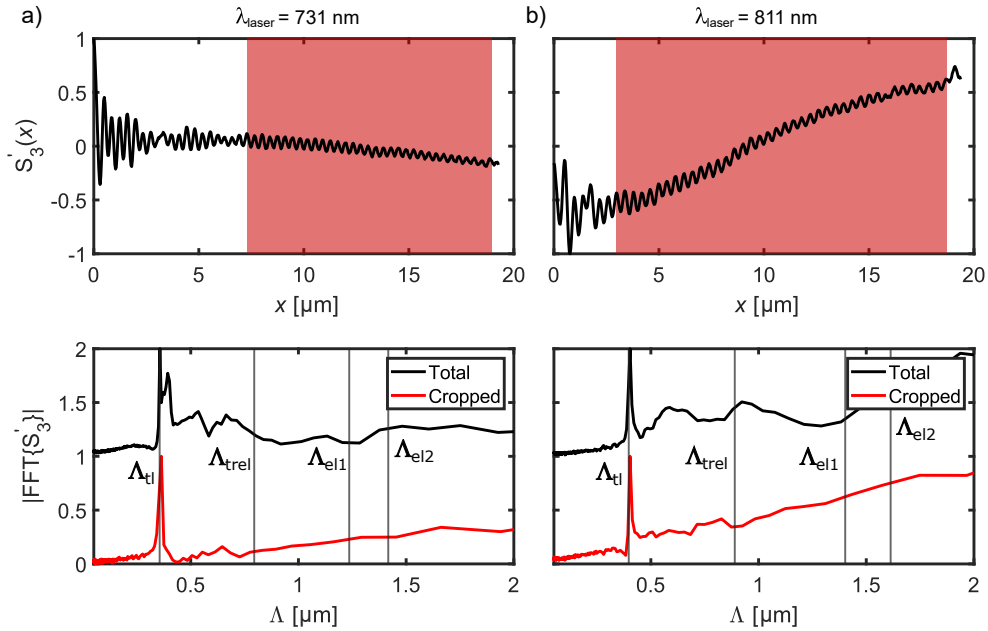 a)
λlaser = 731 nm
b)
λlaser = 811 nm
1
0.5
0
-0.5
-1
S'3(x)
0
5
10
15
20
x [µm]
0
5
10
15
20
x [µm]
2
1.5
1
0.5
0
|FFT{S'3}|
Total
Cropped
Λtl
Λtrel
Λel1
Λel2
0.5
1
1.5
2
Λ [µm]
Total
Cropped
Λtl
Λtrel
Λel1
Λel2
0.5
1
1.5
2
Λ [µm]